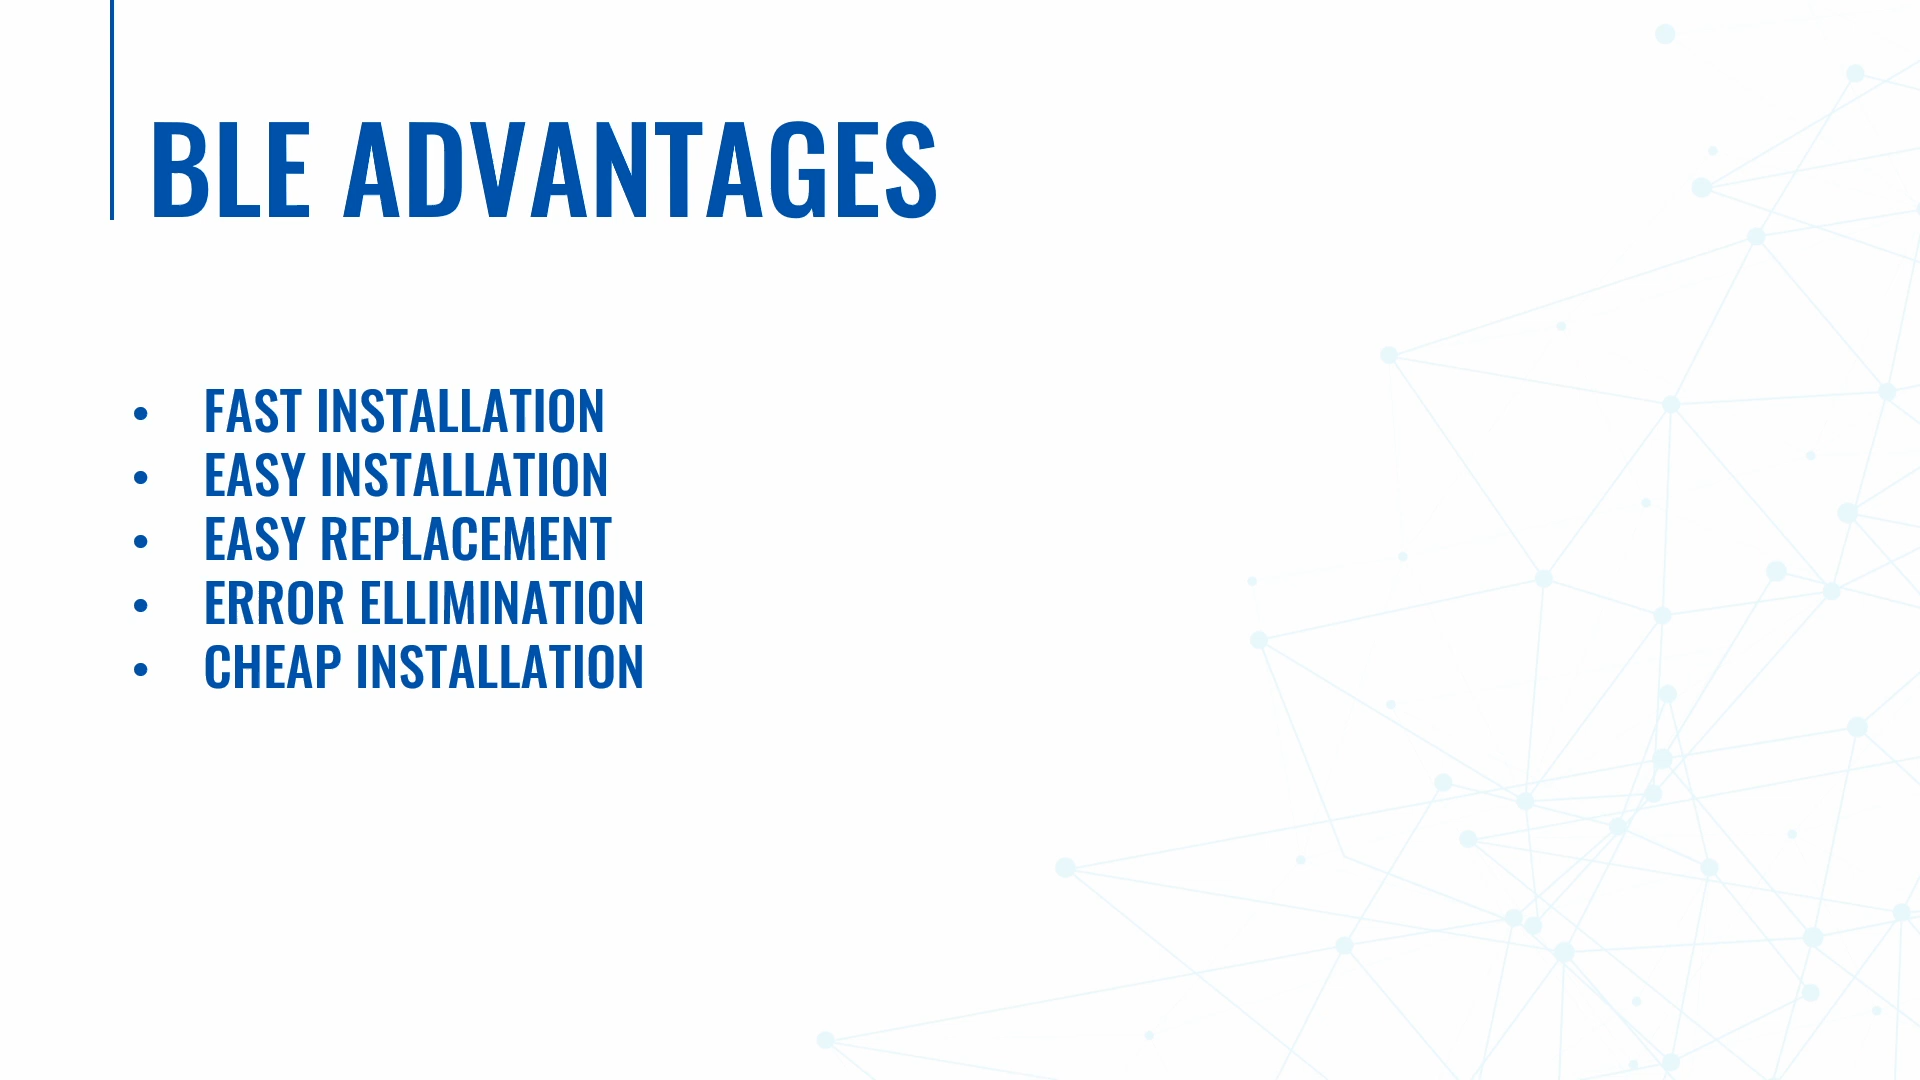 BLE ADVANTAGES
• FAST INSTALLATION
• EASY INSTALLATION
• EASY REPLACEMENT
• ERROR ELLIMINATION
• CHEAP INSTALLATION